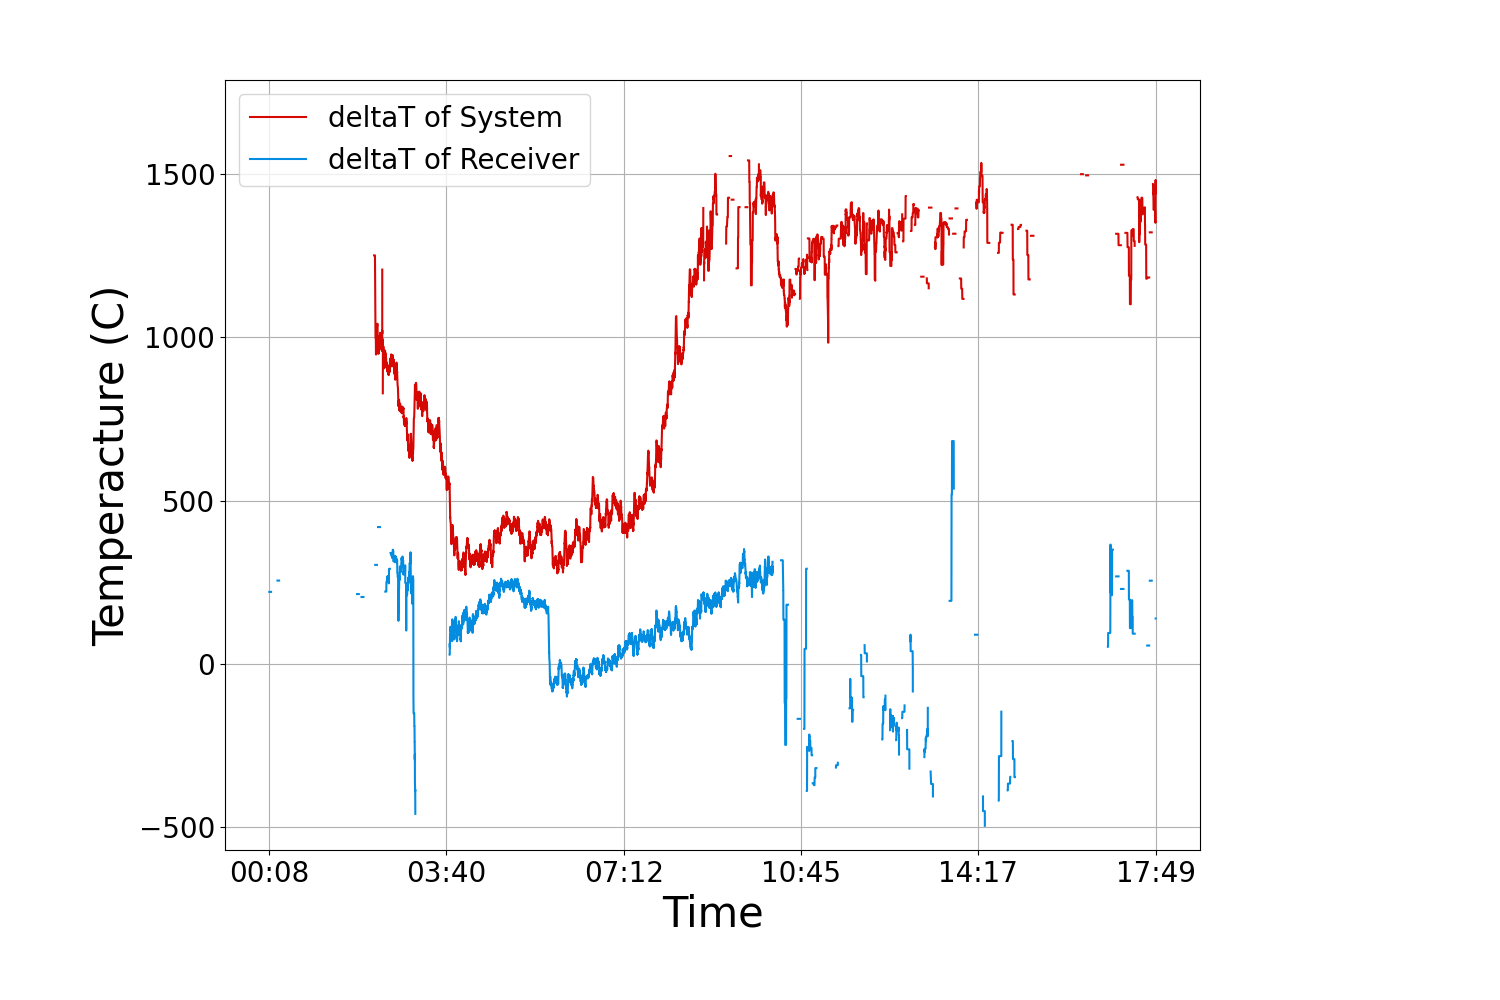 deltaT of System
deltaT of Receiver
1500
1000
500
0
−500
Temperacture (C)
00:08 03:40 07:12 10:45 14:17 17:49
Time